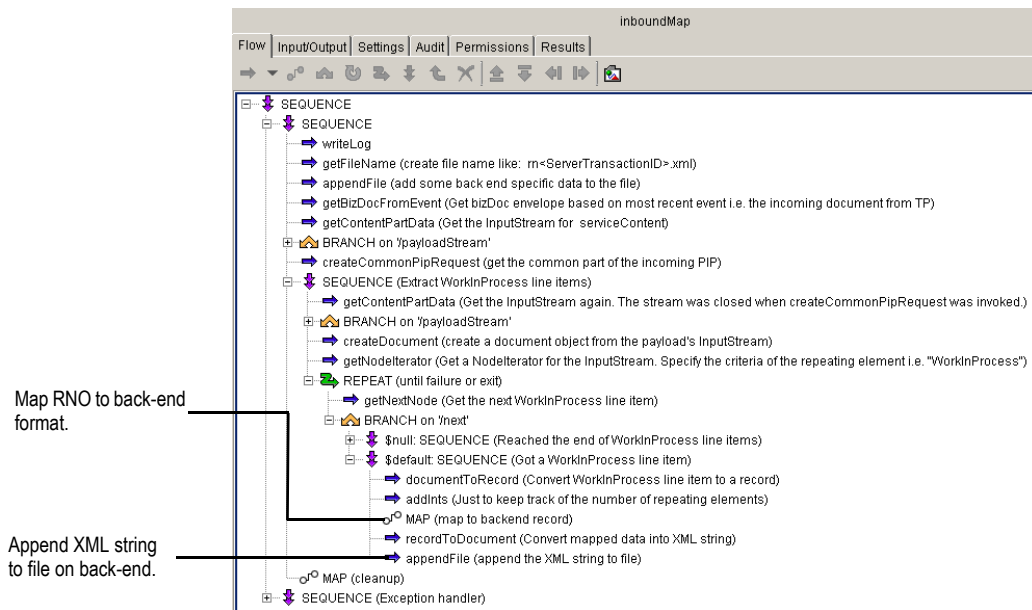 inboundMap
Flow Input/Output Settings Audit Permissions Results
SEQUENCE
SEQUENCE
writeLog
getFileName (create file name like: rn<ServerTransactionID>.xml)
appendFile (add some back end specific data to the file)
getBizDocFromEvent (Get bizDoc envelope based on most recent event i.e. the incoming document from TP)
getContentPartData (Get the InputStream for serviceContent)
BRANCH on '/payloadStream'
createCommonPipRequest (get the common part of the incoming PIP)
SEQUENCE (Extract WorkInProcess line items)
getContentPartData (Get the InputStream again. The stream was closed when createCommonPipRequest was invoked.)
BRANCH on '/payloadStream'
createDocument (create a document object from the payload's InputStream)
getNodeIterator (Get a NodeIterator for the InputStream. Specify the criteria of the repeating element i.e. "WorkInProcess")
REPEAT (until failure or exit)
getNextNode (Get the next WorkInProcess line item)
BRANCH on '/next'
$null: SEQUENCE (Reached the end of WorkInProcess line items)
$default: SEQUENCE (Got a WorkInProcess line item)
documentToRecord (Convert WorkInProcess line item to a record)
addInts (Just to keep track of the number of repeating elements)
MAP (map to backend record)
recordToDocument (Convert mapped data into XML string)
appendFile (append the XML string to file)
MAP (cleanup)
SEQUENCE (Exception handler)
Map RNO to back-end
format.
Append XML string
to file on back-end.